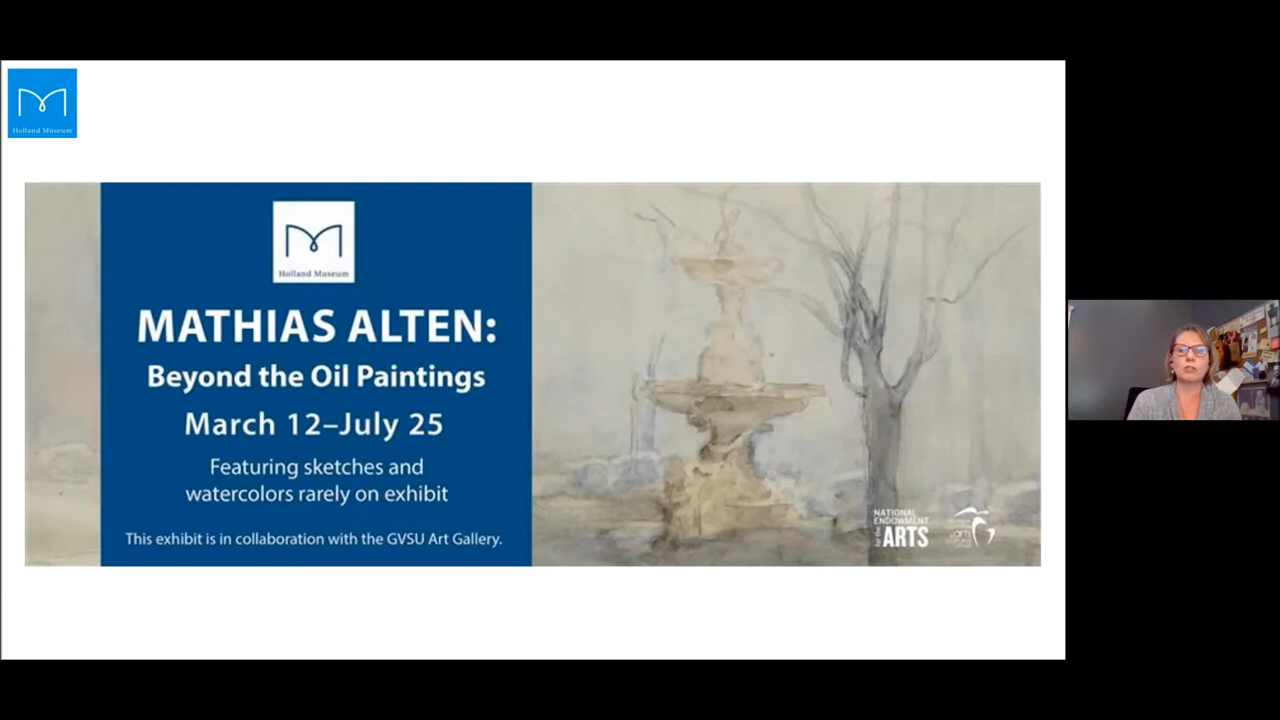 Holland Museum
Holland Museum
MATHIAS ALTEN:
Beyond the Oil Paintings
March 12–July 25
Featuring sketches and
watercolors rarely on exhibit
This exhibit is in collaboration with the GVSU Art Gallery.
NATIONAL
ENDOWMENT
for the
ARTS